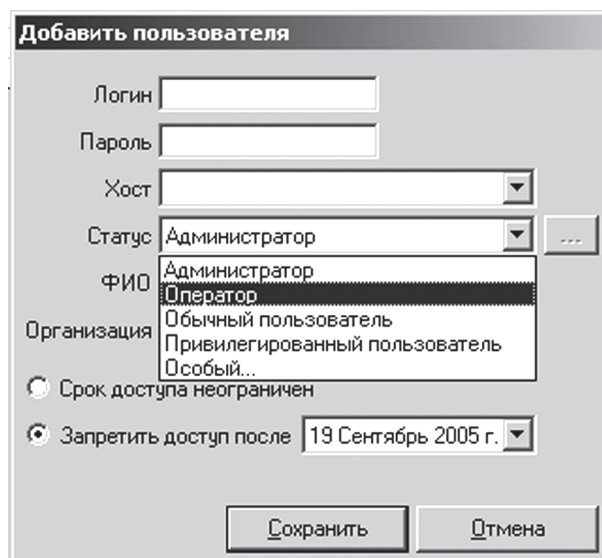 Добавить пользователя
Логин
Пароль
Хост
Статус Администратор ...
ФИО Администратор
Оператор
Организация Обычный пользователь
Привилегированный пользователь
Особый...
Срок доступа неограничен
Запретить доступ после 19 Сентябрь 2005 г.
Сохранить Отмена